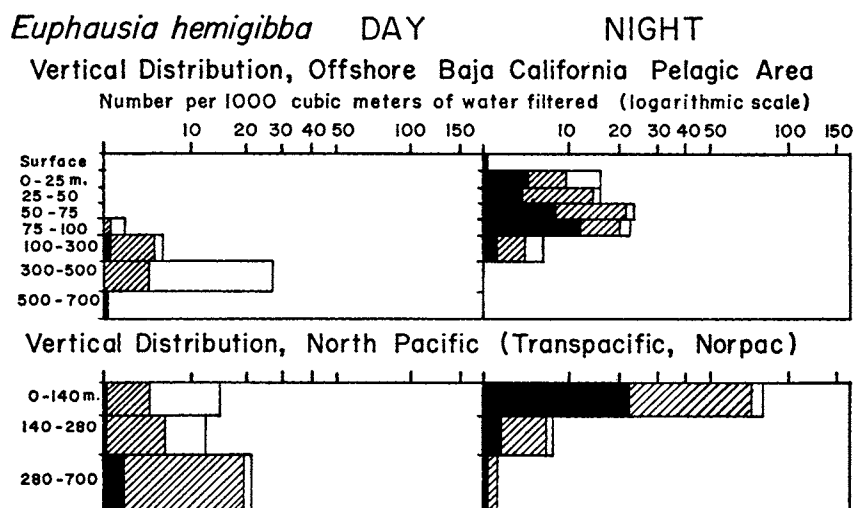 Euphausia hemigibba DAY NIGHT
Vertical Distribution, Offshore Baja California Pelagic Area
Number per 1000 cubic meters of water filtered (logarithmic scale)
10 20 30 40 50 100 150 10 20 30 40 50 100 150
Surface
0-25 m.
25-50
50-75
75-100
100-300
300-500
500-700
Vertical Distribution, North Pacific (Transpacific, Norpac)
0-140 m.
140-280
280-700